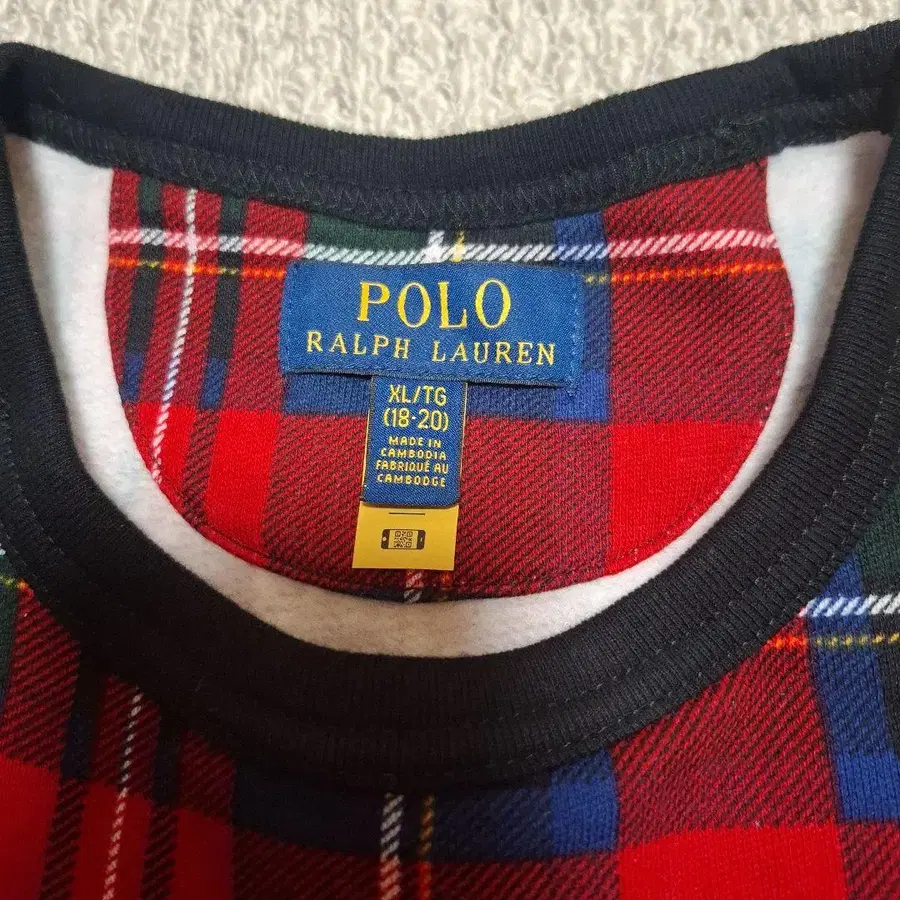 POLO
RALPH LAUREN
XL/TG
(18-20)
MADE IN
CAMBODIA
FABRIQUÉ AU
CAMBODGE